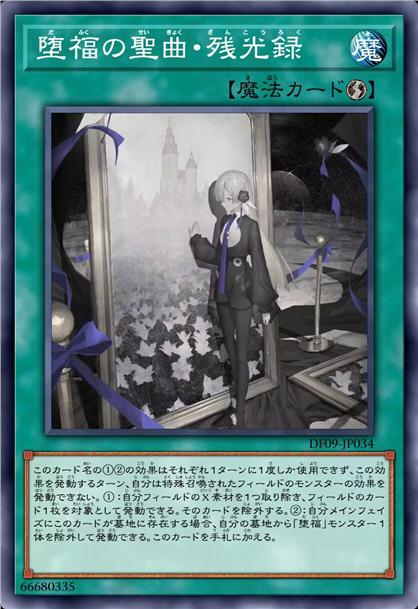 堕福の聖曲・残光録
魔
【魔法カード】
DF09-JP034
このカード名の①②の効果はそれぞれ1ターンに1度しか使用できず、この効
果を発動するターン、自分は特殊召喚されたフィールドのモンスターの効果を
発動できない。①:自分フィールドのX素材を1つ取り除き、フィールドのカー
ド1枚を対象として発動できる。そのカードを除外する。②:自分メインフェイ
ズにこのカードが墓地に存在する場合、自分の墓地から「堕福」モンスター1
体を除外して発動できる。このカードを手札に加える。
66680335